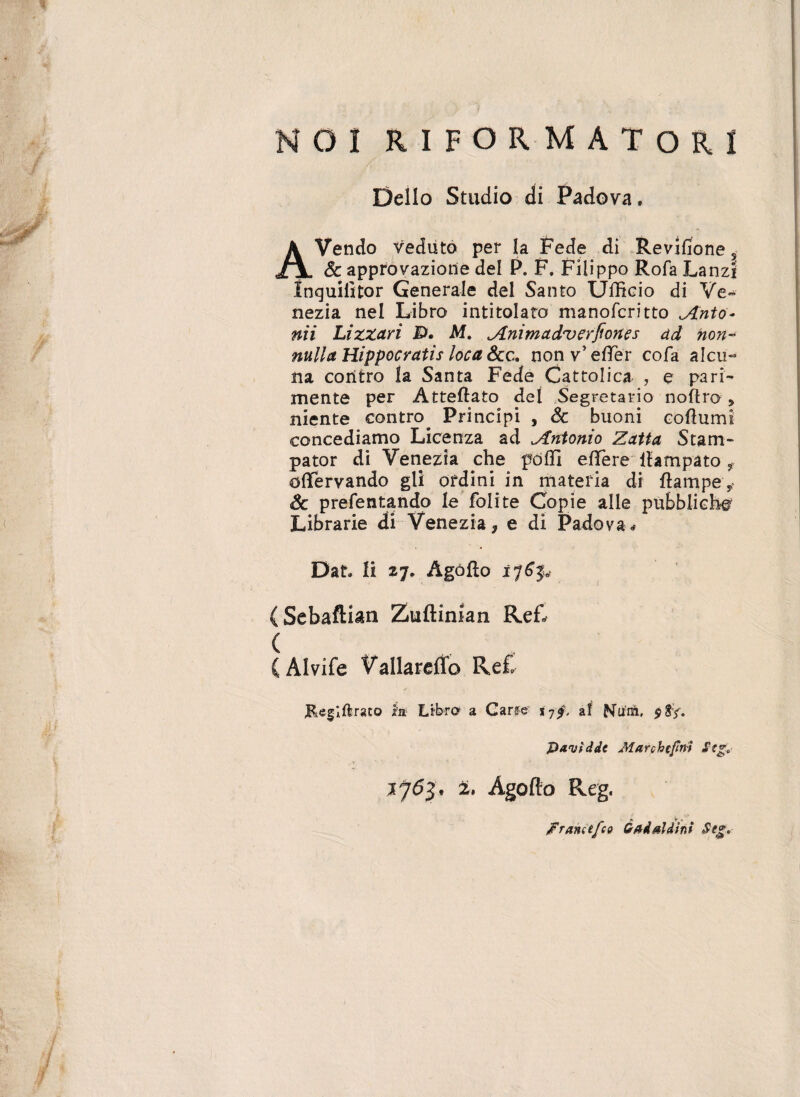 NOI RIFORMATORI
Dello Studio di Padova.
AVendo veduto per la Fede di Revisione,
& approvazione del P. F. Filippo Rosa Lanzi
Inquisitor Generale del Santo Ufficio di Ve-
nezia nel Libro intitolato manoscritto Anto-
nii Lizzari D. M. Animadversiones ad non-
nulla Hippocratis loca &c. non v'esser cosa alcu-
na contro la Santa Fede Cattolica, e pari-
mente per Attestato del Segretario nostro,
niente contro Principi, & buoni costumi
concediamo Licenza ad Antonio Zatta Stam-
pator di Venezia che possi essere stampato,
osservando gli ordini in materia di stampe,
& presentando le solite Copie alle pubbliche
Librarie di Venezia, e di Padova.
Dat. li 27. Agosto 1763.
(Sebastian Zustinian Ref.
(
(Alvise Vallaresso Ref.
Registrato in Libro a Carte al Num.
Davidde Marchesini Seg.
1763. 2. Agosto Reg.
Francesco Gadaldini Seg.